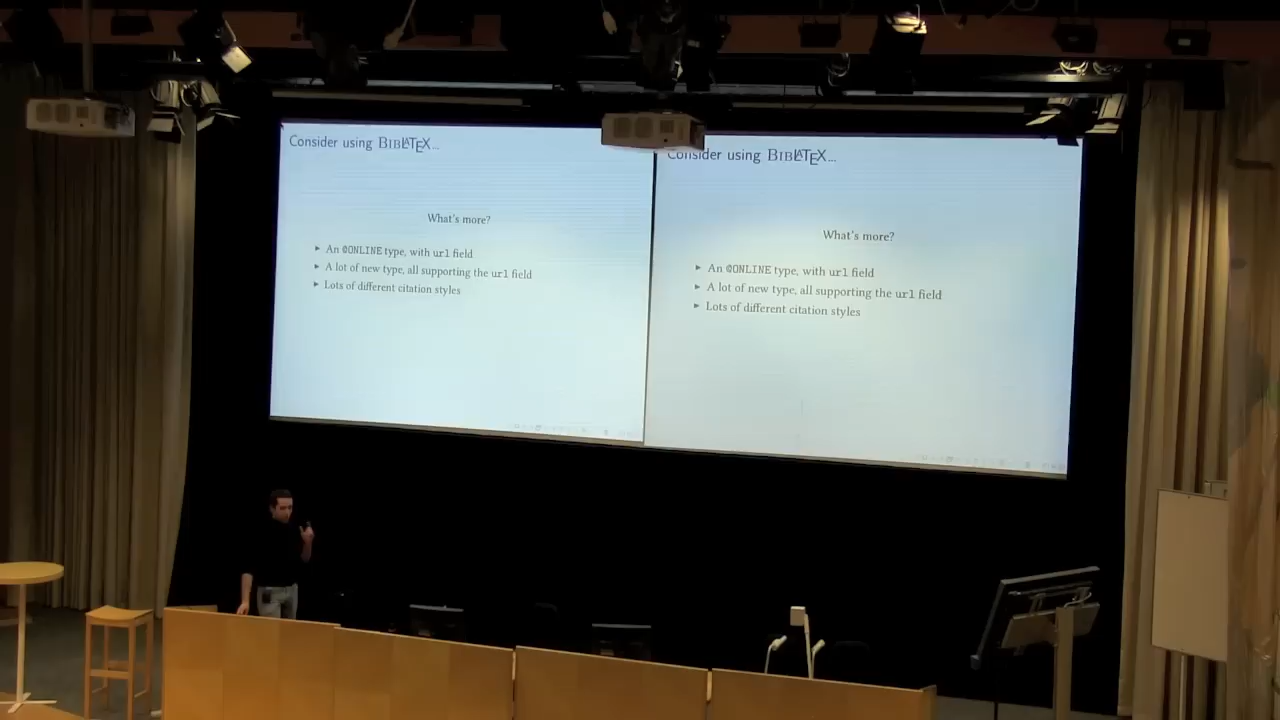 Consider using BIBLATEX...
What's more?
► An @ONLINE type, with url field
► A lot of new type, all supporting the url field
► Lots of different citation styles
Consider using BIBLATEX...
What's more?
► An @ONLINE type, with url field
► A lot of new type, all supporting the url field
► Lots of different citation styles